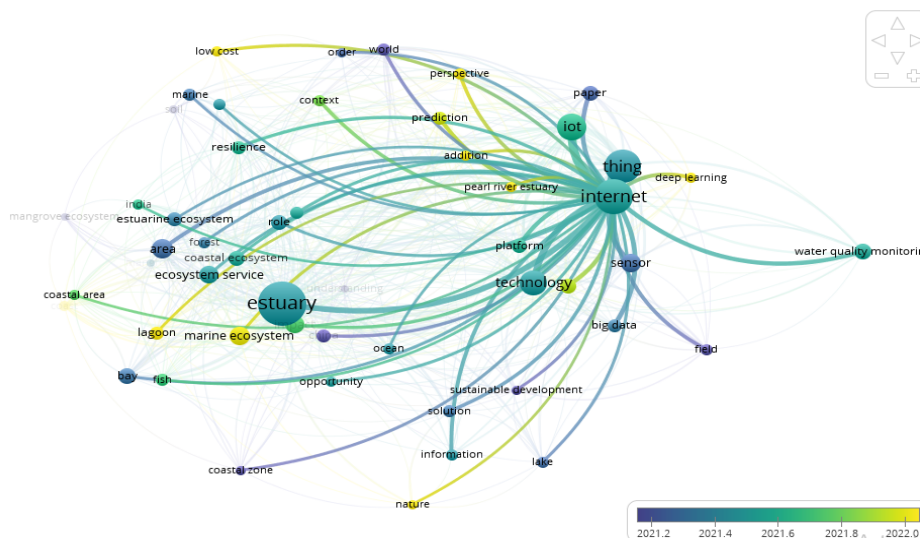 low cost
order
world
perspective
marine
context
paper
soil
prediction
iot
resilience
addition
thing
pearl river estuary
deep learning
internet
india
mangrove ecosystem
estuarine ecosystem
role
area
forest
platform
water quality monitorin
coastal ecosystem
sensor
ecosystem service
technology
understanding
coastal area
estuary
big data
lagoon
marine ecosystem
ocean
field
bay
fish
opportunity
sustainable development
solution
information
lake
coastal zone
nature
2021.2 2021.4 2021.6 2021.8 2022.0